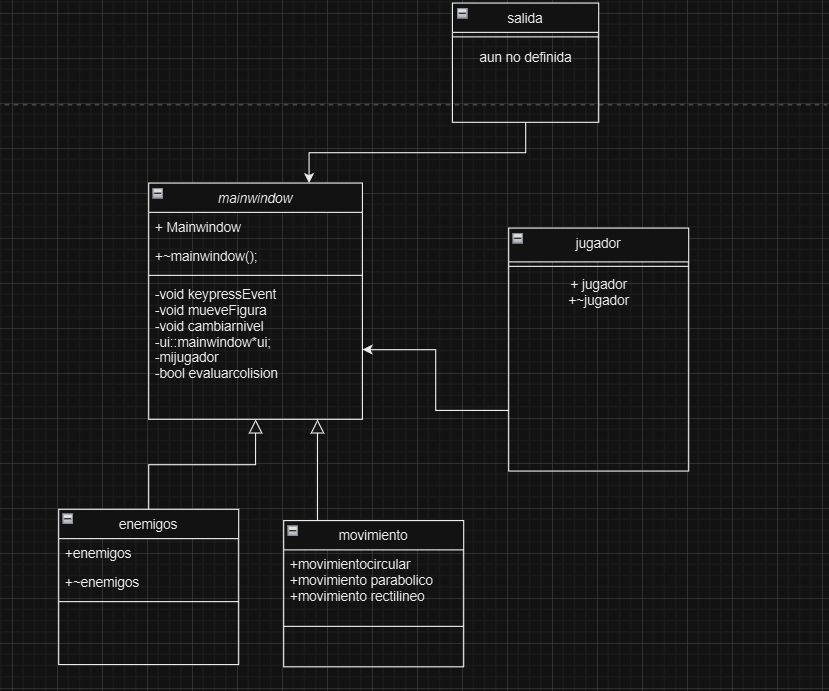 salida
aun no definida
mainwindow
+ Mainwindow
+~mainwindow();
-void keypressEvent
-void mueveFigura
-void cambiarnivel
-ui::mainwindow*ui;
-mijugador
-bool evaluarcolision
jugador
+ jugador
+~jugador
enemigos
+enemigos
+~enemigos
movimiento
+movimientocircular
+movimiento parabolico
+movimiento rectilineo